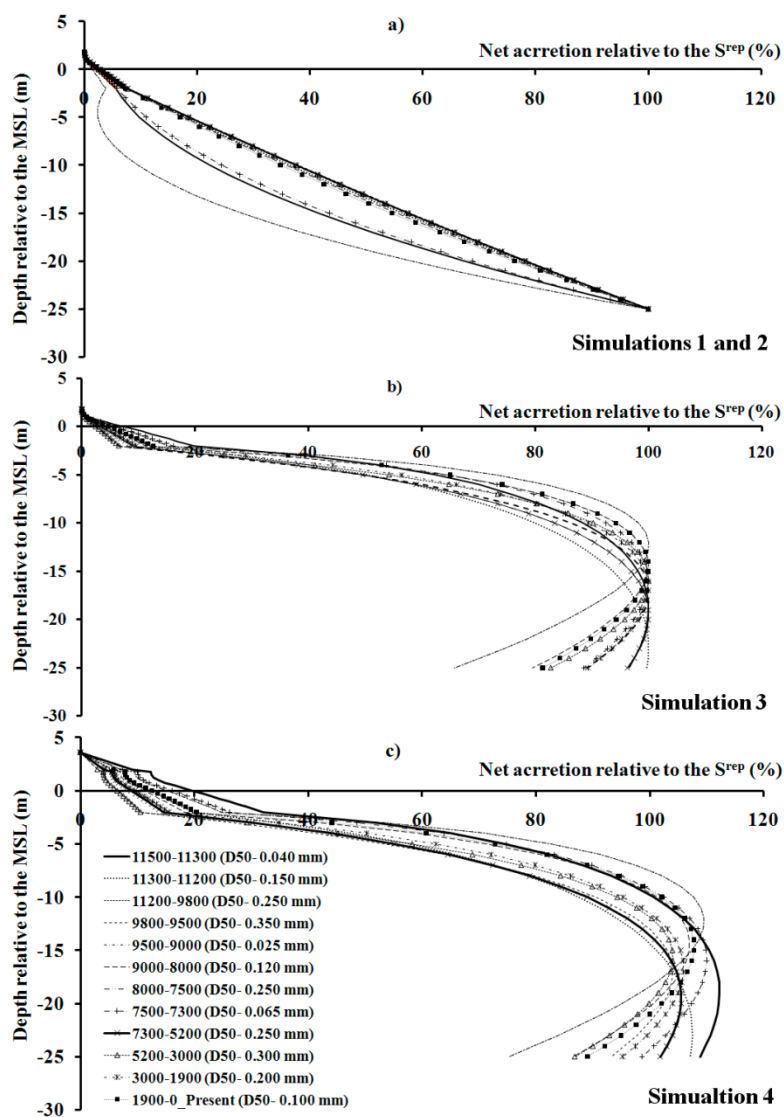 a)
Net acrretion relative to the S^rep (%)
0 20 40 60 80 100 120
5
0
-5
-10
-15
-20
-25
-30
Depth relative to the MSL (m)
Simulations 1 and 2
b)
Net acrretion relative to the S^rep (%)
0 20 40 60 80 100 120
5
0
-5
-10
-15
-20
-25
-30
Depth relative to the MSL (m)
Simulation 3
c)
Net acrretion relative to the S^rep (%)
0 20 40 60 80 100 120
5
0
-5
-10
-15
-20
-25
-30
Depth relative to the MSL (m)
11500-11300 (D50- 0.040 mm)
11300-11200 (D50- 0.150 mm)
11200-9800 (D50- 0.250 mm)
9800-9500 (D50- 0.350 mm)
9500-9000 (D50- 0.025 mm)
9000-8000 (D50- 0.120 mm)
8000-7500 (D50- 0.250 mm)
7500-7300 (D50- 0.065 mm)
7300-5200 (D50- 0.250 mm)
5200-3000 (D50- 0.300 mm)
3000-1900 (D50- 0.200 mm)
1900-0_Present (D50- 0.100 mm)
Simualtion 4